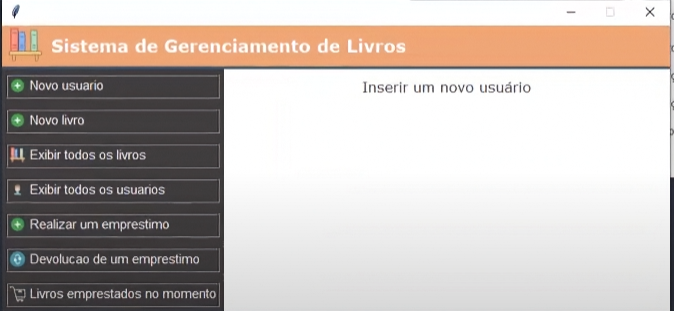 Sistema de Gerenciamento de Livros
Novo usuario
Inserir um novo usuário
Novo livro
Exibir todos os livros
Exibir todos os usuarios
Realizar um emprestimo
Devolucao de um emprestimo
Livros emprestados no momento